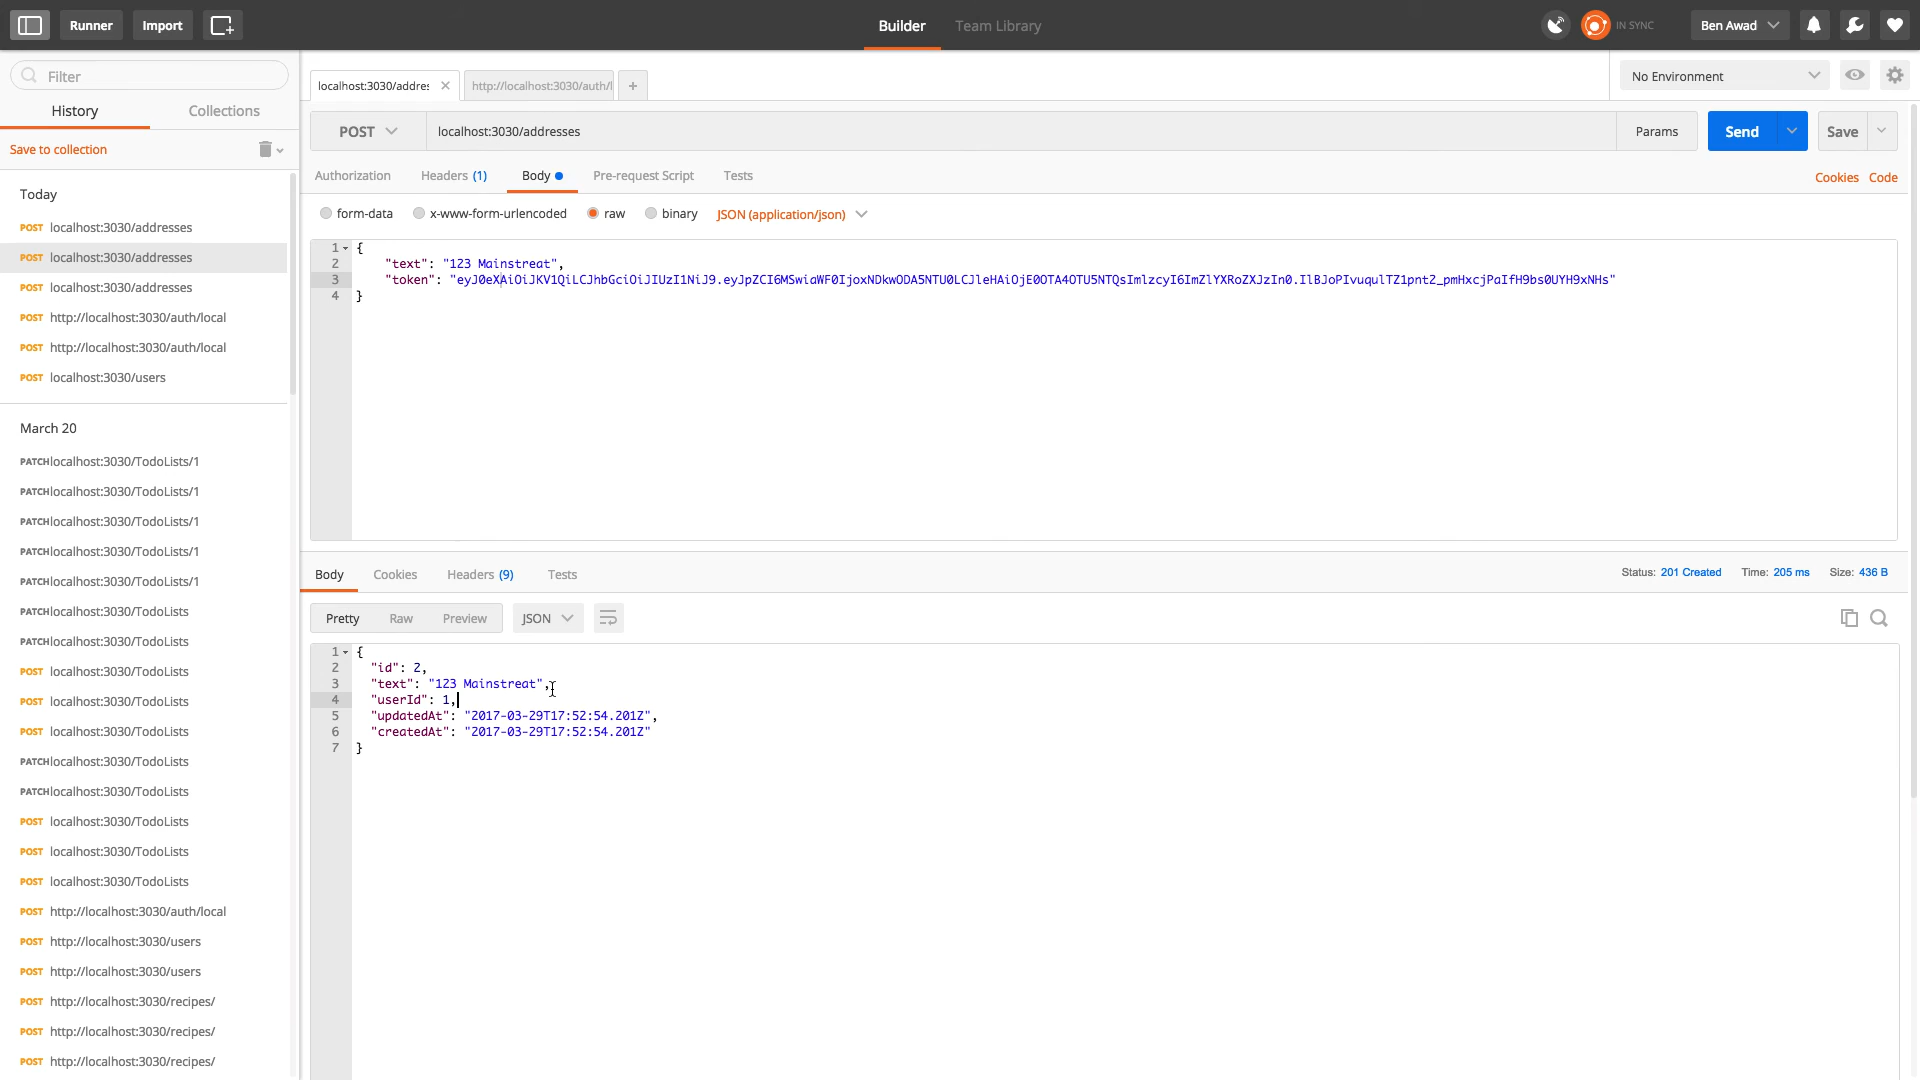 Runner
Import
Builder
Team Library
IN SYNC
Ben Awad
Filter
History
Collections
Save to collection
Today
POST localhost:3030/addresses
POST localhost:3030/addresses
POST localhost:3030/addresses
POST http://localhost:3030/auth/local
POST http://localhost:3030/auth/local
POST localhost:3030/users
March 20
PATCH localhost:3030/TodoLists/1
PATCH localhost:3030/TodoLists/1
PATCH localhost:3030/TodoLists/1
PATCH localhost:3030/TodoLists/1
PATCH localhost:3030/TodoLists/1
PATCH localhost:3030/TodoLists
PATCH localhost:3030/TodoLists
POST localhost:3030/TodoLists
POST localhost:3030/TodoLists
POST localhost:3030/TodoLists
PATCH localhost:3030/TodoLists
PATCH localhost:3030/TodoLists
POST localhost:3030/TodoLists
POST localhost:3030/TodoLists
POST localhost:3030/TodoLists
POST http://localhost:3030/auth/local
POST http://localhost:3030/users
POST http://localhost:3030/users
POST http://localhost:3030/recipes/
POST http://localhost:3030/recipes/
POST http://localhost:3030/recipes/
localhost:3030/addres
http://localhost:3030/auth/l
No Environment
POST
localhost:3030/addresses
Params
Send
Save
Authorization
Headers (1)
Body
Pre-request Script
Tests
Cookies
Code
form-data
x-www-form-urlencoded
raw
binary
JSON (application/json)
1 {
2 "text": "123 Mainstreat",
3 "token": "eyJ0eXAiOiJKV1QiLCJhbGciOiJIUzI1NiJ9.eyJpZCI6MSwiaWF0IjoxNDkwODA5NTU0LCJleHAiOjE0OTA4OTU5NTQsImlzcyI6ImZlYXRoZXJzIn0.IlBJoPIvuqulTZ1pnt2_pmHxcjPaIfH9bs0UYH9xNHs"
4 }
Body
Cookies
Headers (9)
Tests
Status: 201 Created
Time: 205 ms
Size: 436 B
Pretty
Raw
Preview
JSON
1 {
2 "id": 2,
3 "text": "123 Mainstreat",
4 "userId": 1,
5 "updatedAt": "2017-03-29T17:52:54.201Z",
6 "createdAt": "2017-03-29T17:52:54.201Z"
7 }